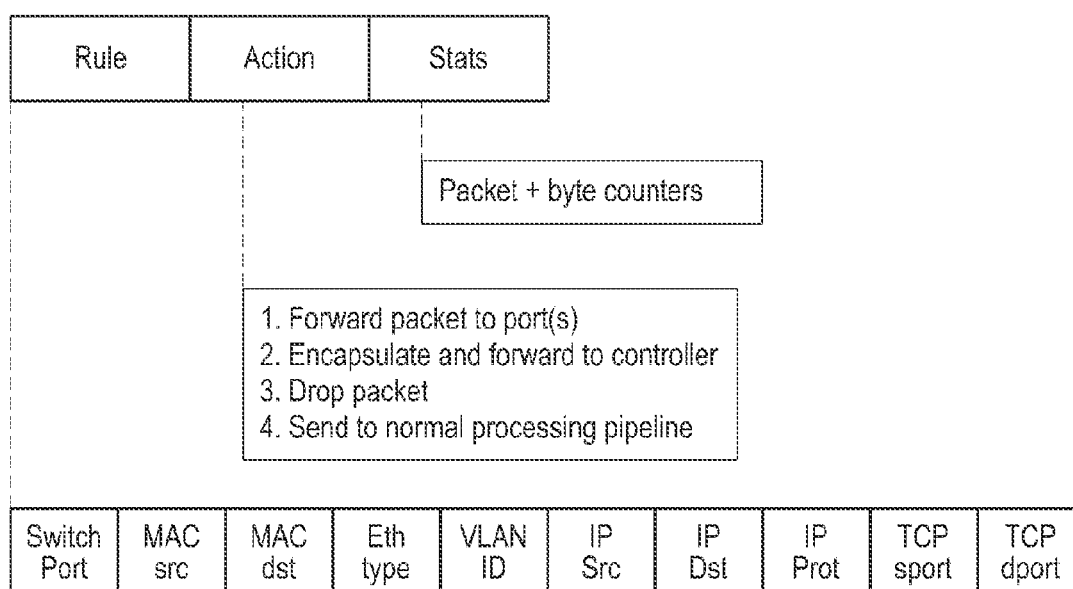 Rule Action Stats
Packet + byte counters
1. Forward packet to port(s)
2. Encapsulate and forward to controller
3. Drop packet
4. Send to normal processing pipeline
Switch MAC MAC Eth VLAN IP IP IP TCP TCP
Port src dst type ID Src Dst Prot sport dport